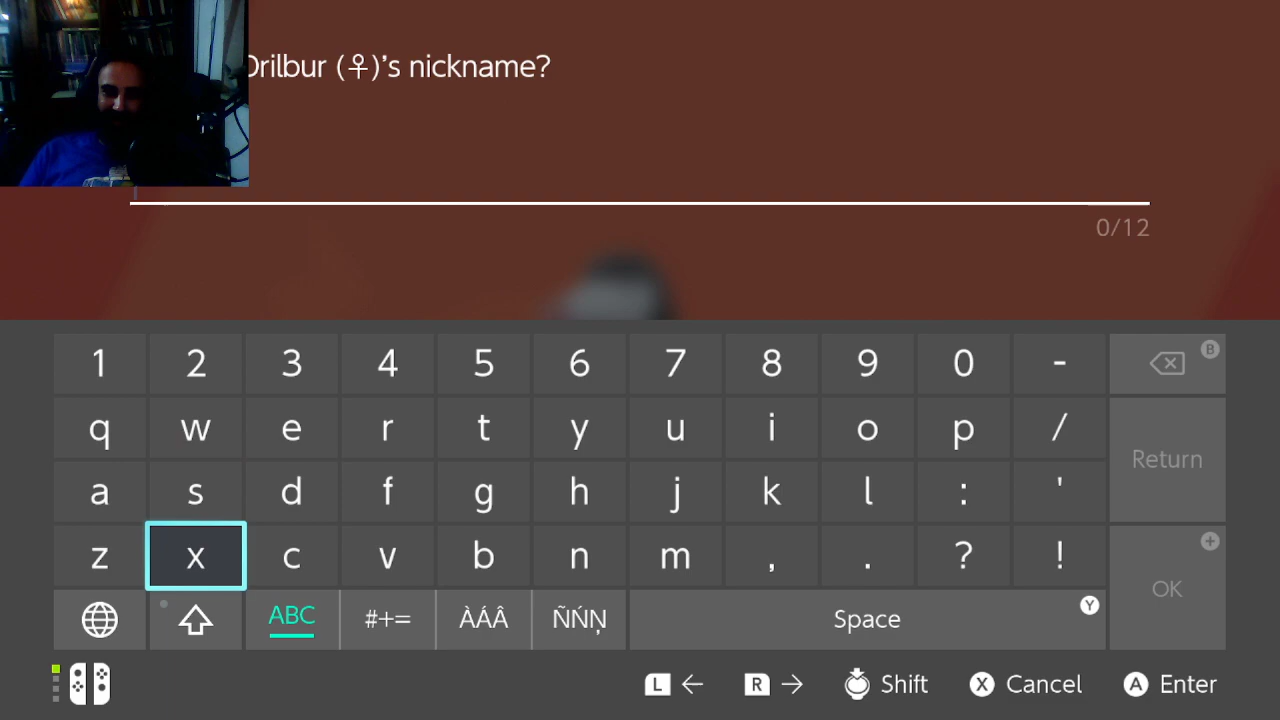 Drilbur (♀)'s nickname?
0/12
1 2 3 4 5 6 7 8 9 0 - B
q w e r t y u i o p /
Return
a s d f g h j k l : '
z x c v b n m , . ? ! +
OK
ABC #+= ÀÁÂ ÑŃŅ Space Y
L ← R → Shift X Cancel A Enter